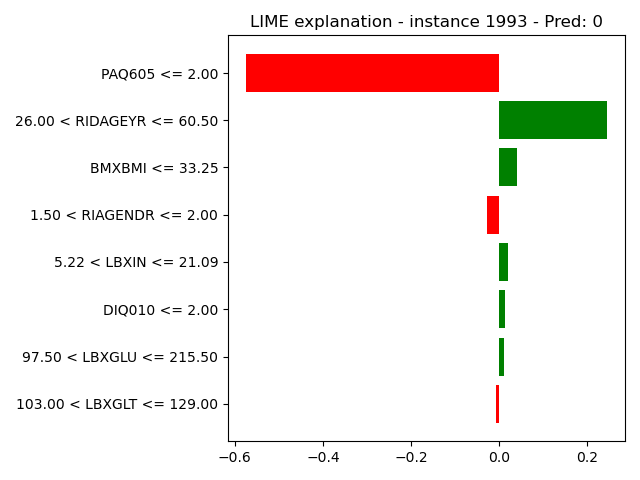 LIME explanation - instance 1993 - Pred: 0
PAQ605 <= 2.00
26.00 < RIDAGEYR <= 60.50
BMXBMI <= 33.25
1.50 < RIAGENDR <= 2.00
5.22 < LBXIN <= 21.09
DIQ010 <= 2.00
97.50 < LBXGLU <= 215.50
103.00 < LBXGLT <= 129.00
−0.6 −0.4 −0.2 0.0 0.2